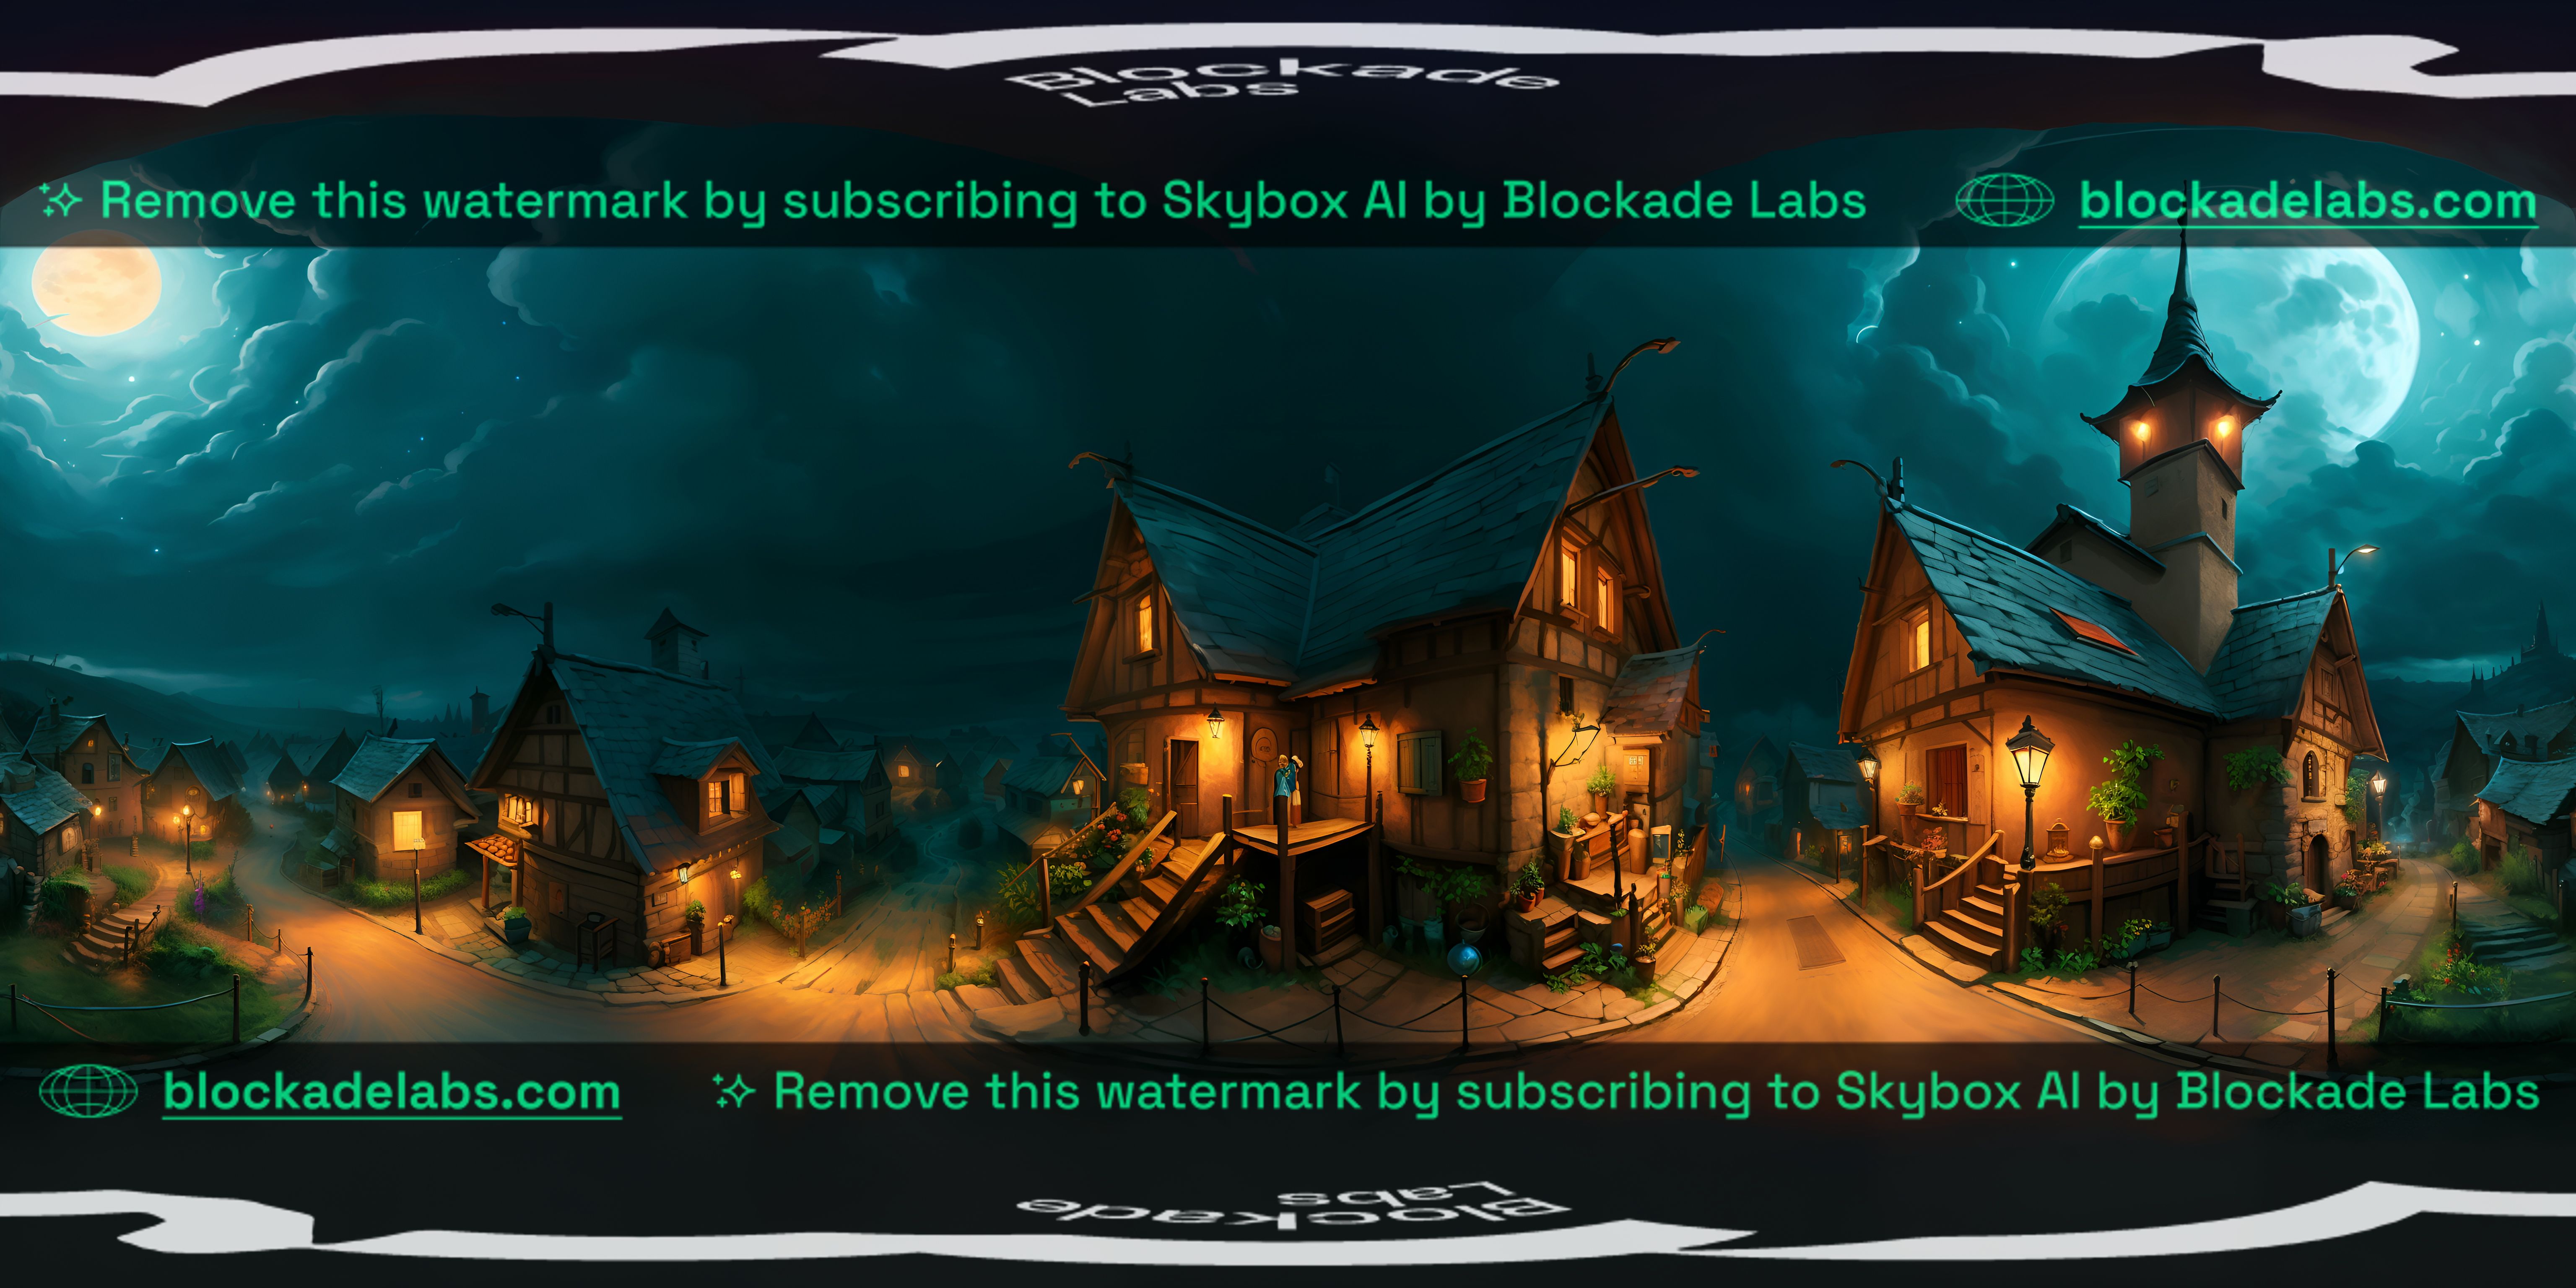 Blockade
Labs
Remove this watermark by subscribing to Skybox AI by Blockade Labs
blockadelabs.com
blockadelabs.com
Remove this watermark by subscribing to Skybox AI by Blockade Labs
Blockade
Labs